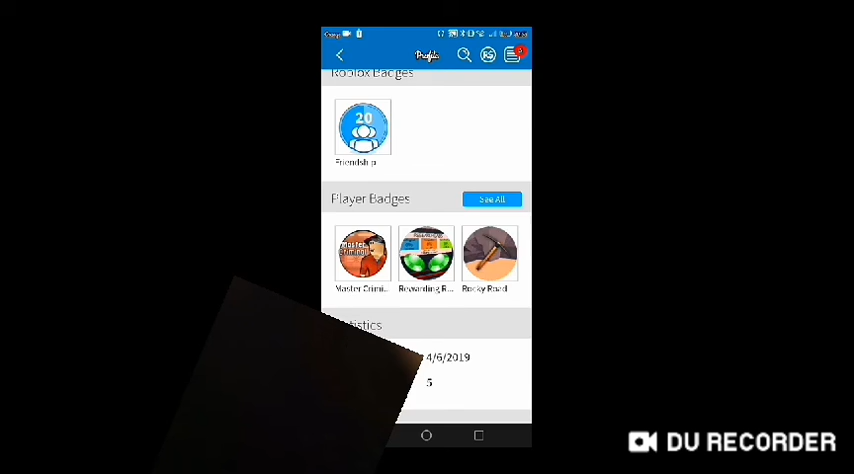 Profile
Roblox Badges
20
Friendship
Player Badges
See All
Master Crimi...
Rewarding R...
Rocky Road
4/6/2019
5
DU RECORDER